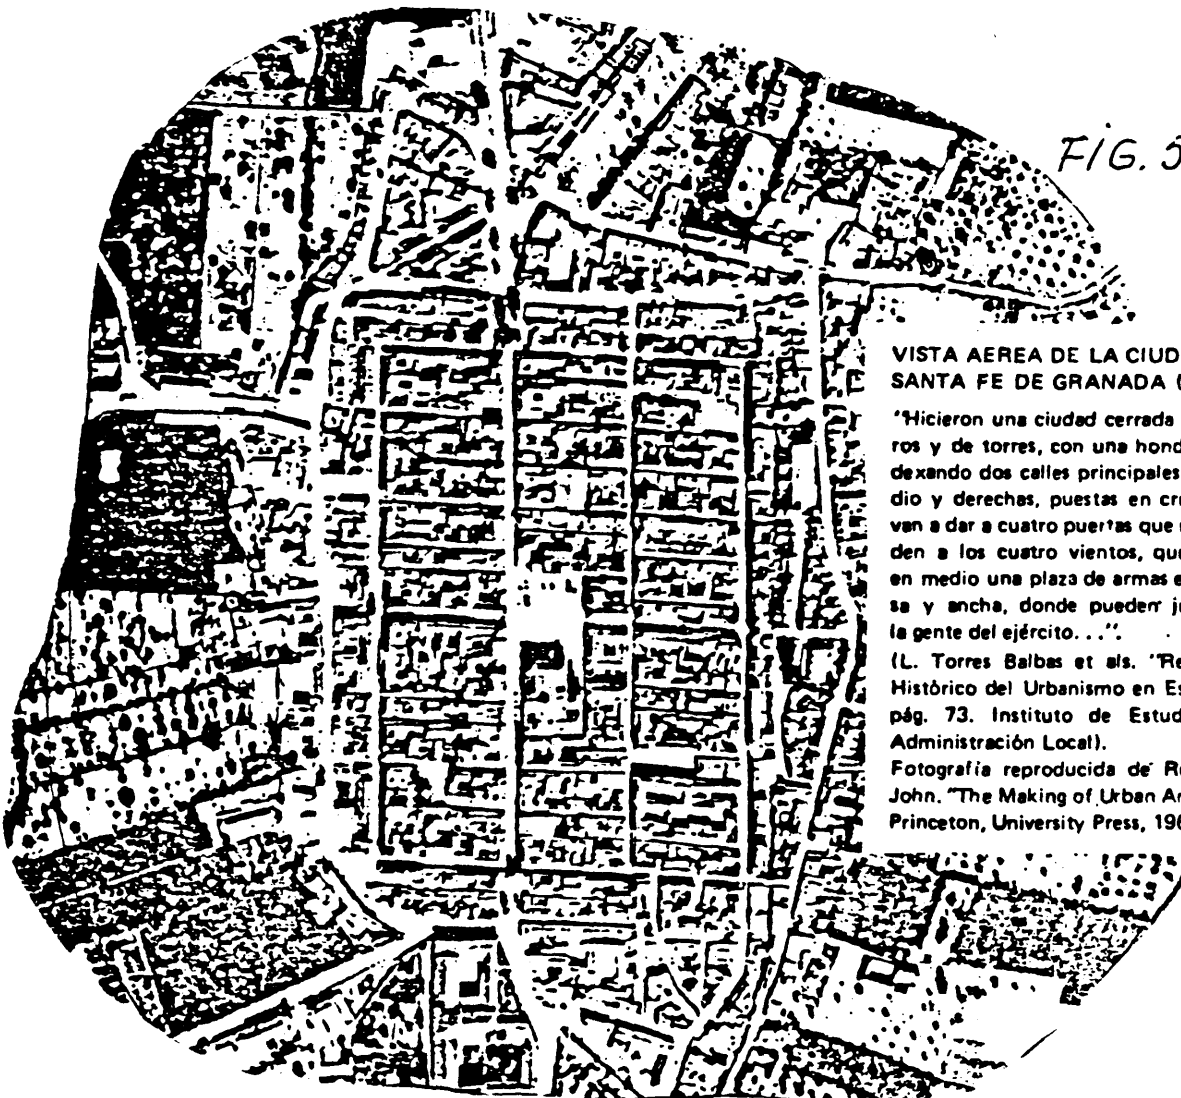 FIG. 5
VISTA AEREA DE LA CIUD
SANTA FE DE GRANADA (
"Hicieron una ciudad cerrada
ros y de torres, con una hond
dexando dos calles principales
dio y derechas, puestas en cr
van a dar a cuatro puertas que
den a los cuatro vientos, que
en medio una plaza de armas e
sa y ancha, donde pueden ju
la gente del ejército. . .".
(L. Torres Balbas et als. "Re
Histórico del Urbanismo en Es
pág. 73. Instituto de Estud
Administración Local).
Fotografía reproducida de R
John. "The Making of Urban Am
Princeton, University Press, 196